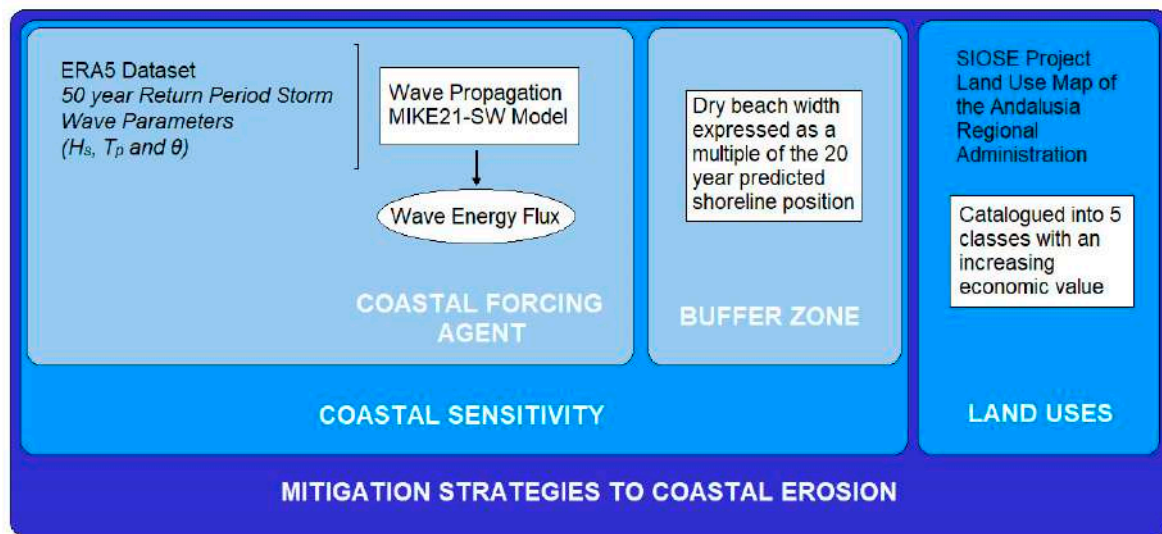 ERA5 Dataset
50 year Return Period Storm
Wave Parameters
(Hs, Tp and θ)
Wave Propagation
MIKE21-SW Model
Wave Energy Flux
COASTAL FORCING
AGENT
Dry beach width
expressed as a
multiple of the 20
year predicted
shoreline position
BUFFER ZONE
COASTAL SENSITIVITY
SIOSE Project
Land Use Map of
the Andalusia
Regional
Administration
Catalogued into 5
classes with an
increasing
economic value
LAND USES
MITIGATION STRATEGIES TO COASTAL EROSION